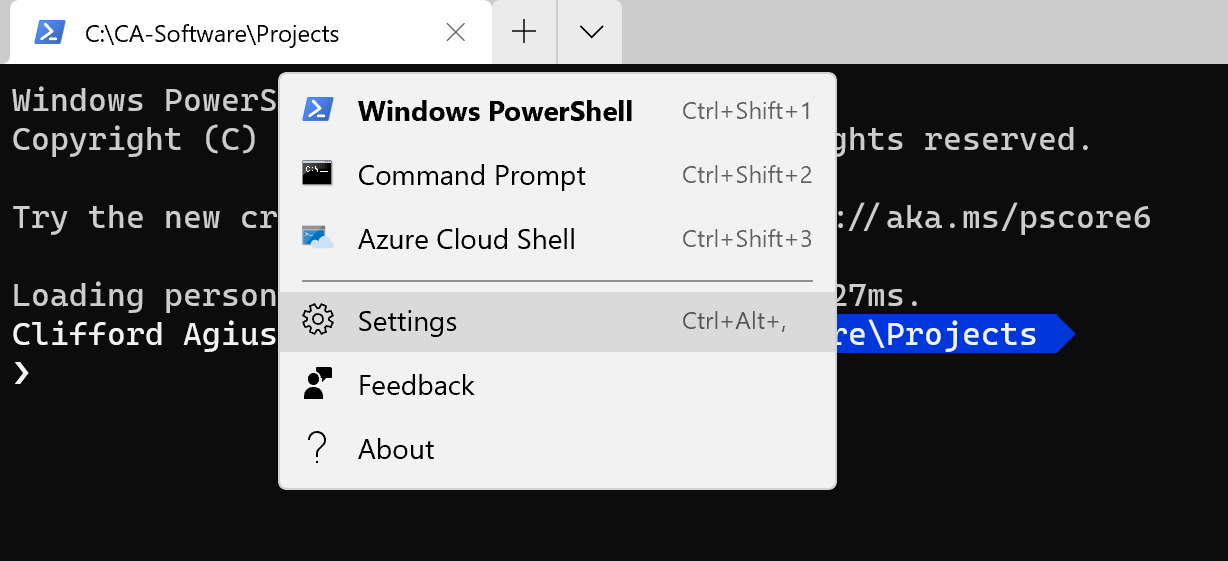 C:\CA-Software\Projects
Windows PowerS
Copyright (C) ghts reserved.
Try the new cr ://aka.ms/pscore6
Loading person 27ms.
Clifford Agius re\Projects
❯
Windows PowerShell Ctrl+Shift+1
Command Prompt Ctrl+Shift+2
Azure Cloud Shell Ctrl+Shift+3
Settings Ctrl+Alt+,
Feedback
About